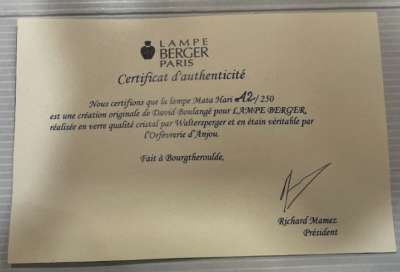 LAMPE
BERGER
PARIS
Certificat d'authenticité
Nous certifions que la lampe Mata Hari A2/250
est une création originale de David Boulangé pour LAMPE BERGER,
réalisée en verre qualité cristal par Waltersperger et en étain véritable par
l'Orfèvrerie d'Anjou.
Fait à Bourgtheroulde,
Richard Mamez
Président